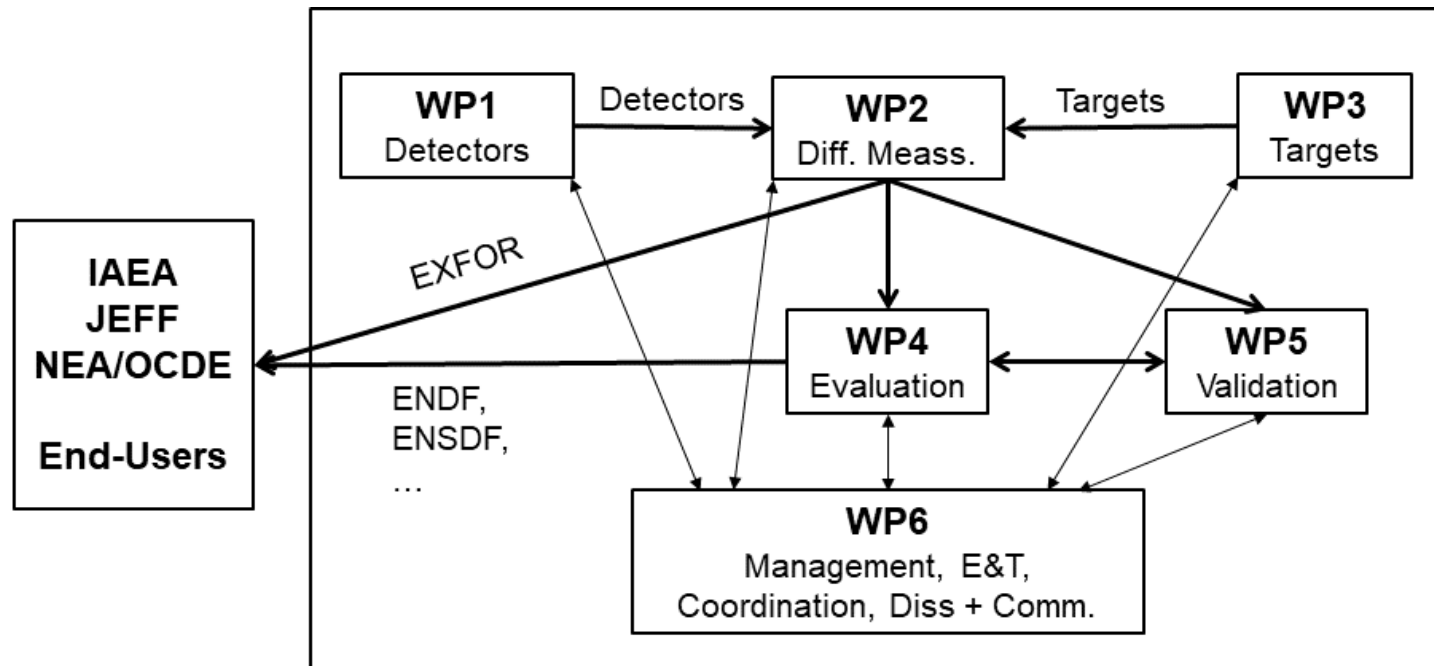 WP1
Detectors
Detectors
WP2
Diff. Meass.
Targets
WP3
Targets
IAEA
JEFF
NEA/OCDE
End-Users
EXFOR
ENDF,
ENSDF,
…
WP4
Evaluation
WP5
Validation
WP6
Management, E&T,
Coordination, Diss + Comm.